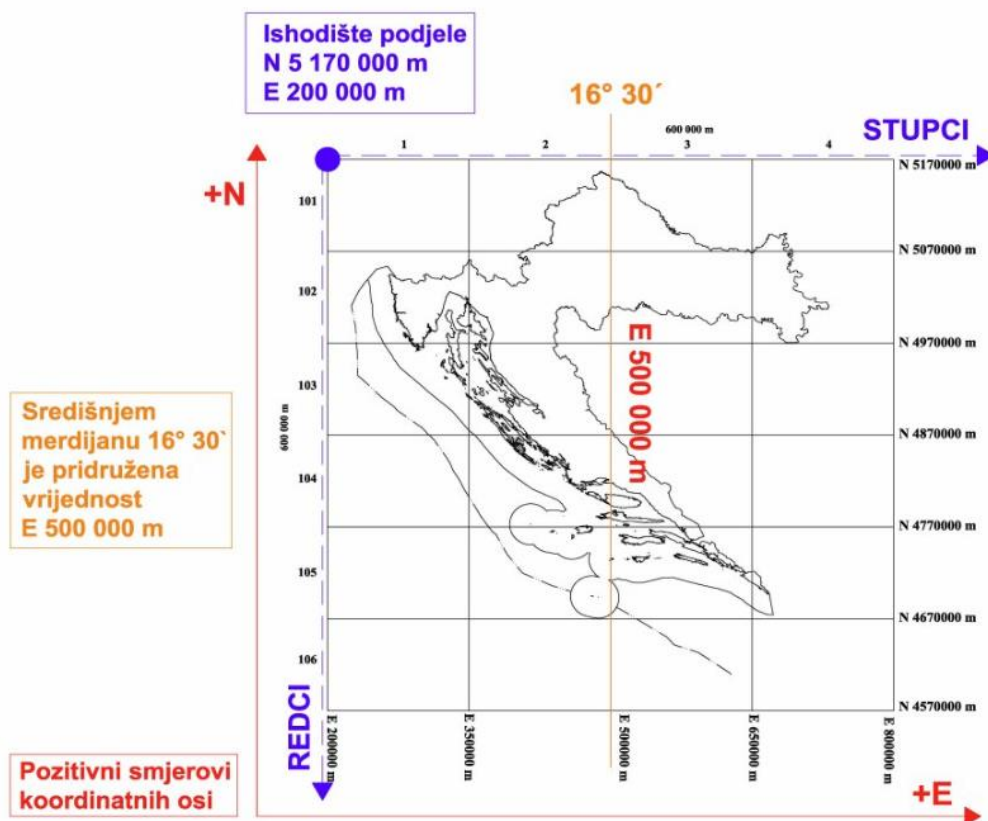 Ishodište podjele
N 5 170 000 m
E 200 000 m
16° 30´
600 000 m
STUPCI
1
2
3
4
+N
N 5170000 m
101
N 5070000 m
102
N 4970000 m
E 500 000 m
103
600 000 m
N 4870000 m
Središnjem
merdijanu 16° 30`
je pridružena
vrijednost
E 500 000 m
104
N 4770000 m
105
N 4670000 m
106
N 4570000 m
REDCI
E 200000 m
E 350000 m
E 500000 m
E 650000 m
E 800000 m
Pozitivni smjerovi
koordinatnih osi
+E